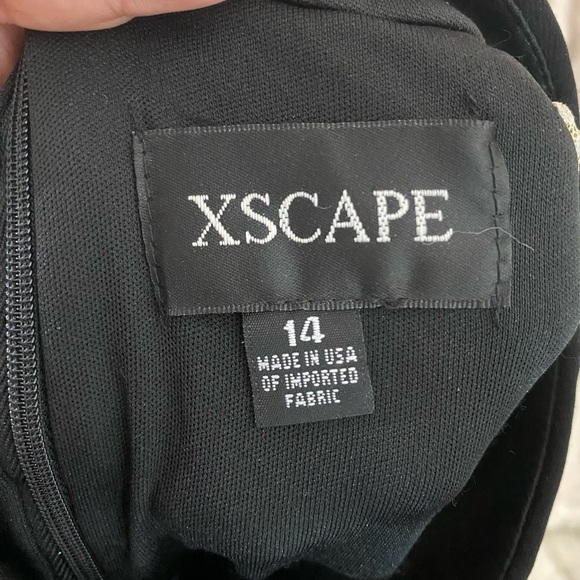 XSCAPE
14
MADE IN USA
OF IMPORTED
FABRIC